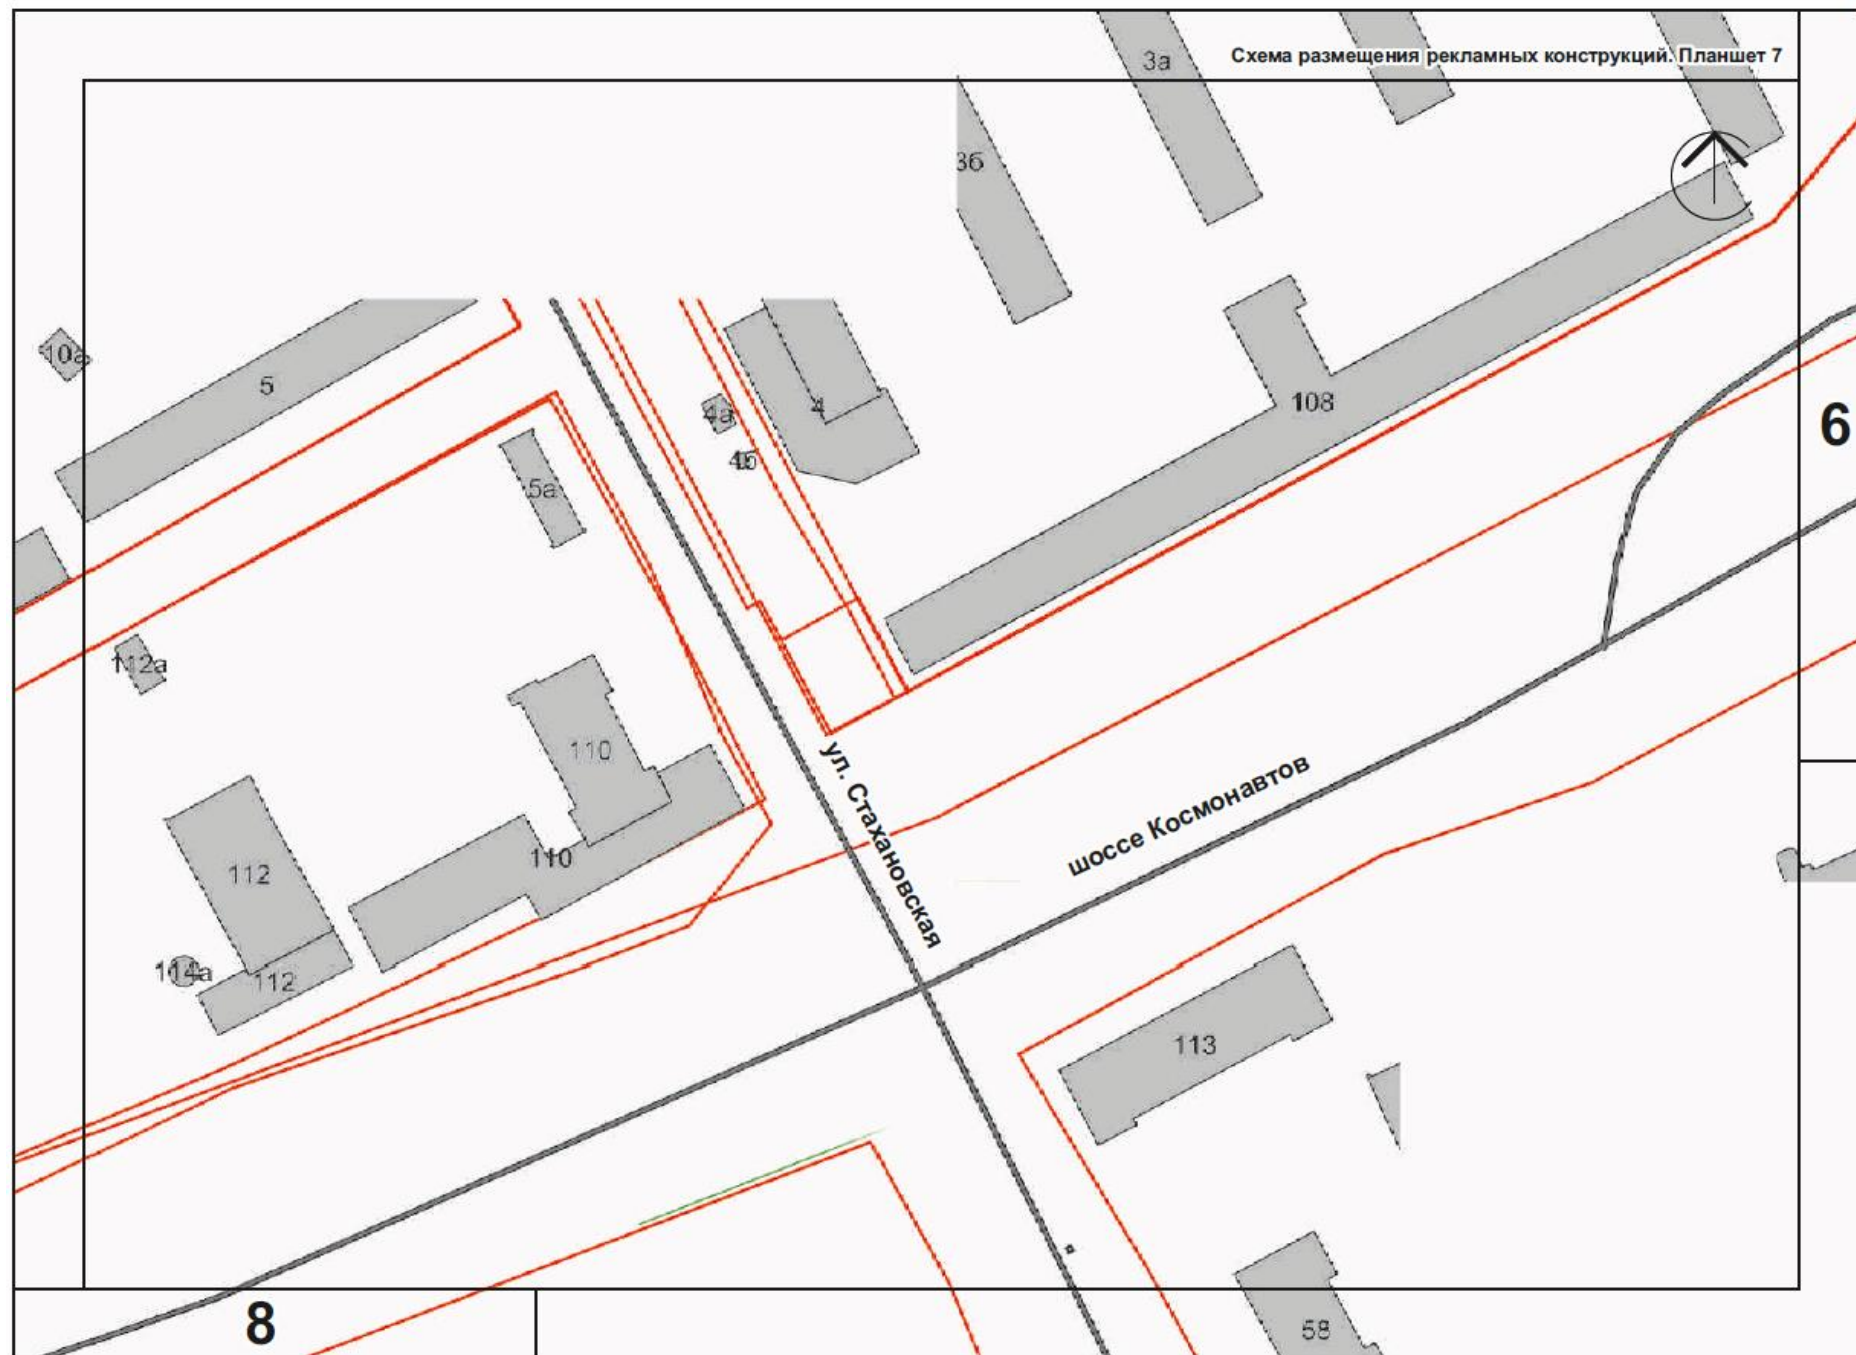 3а
Схема размещения рекламных конструкций. Планшет 7
3б
10а
5
4а
4
4б
108
6
5а
112а
110
ул. Стахановская
шоссе Космонавтов
110
112
114а
112
113
8
58